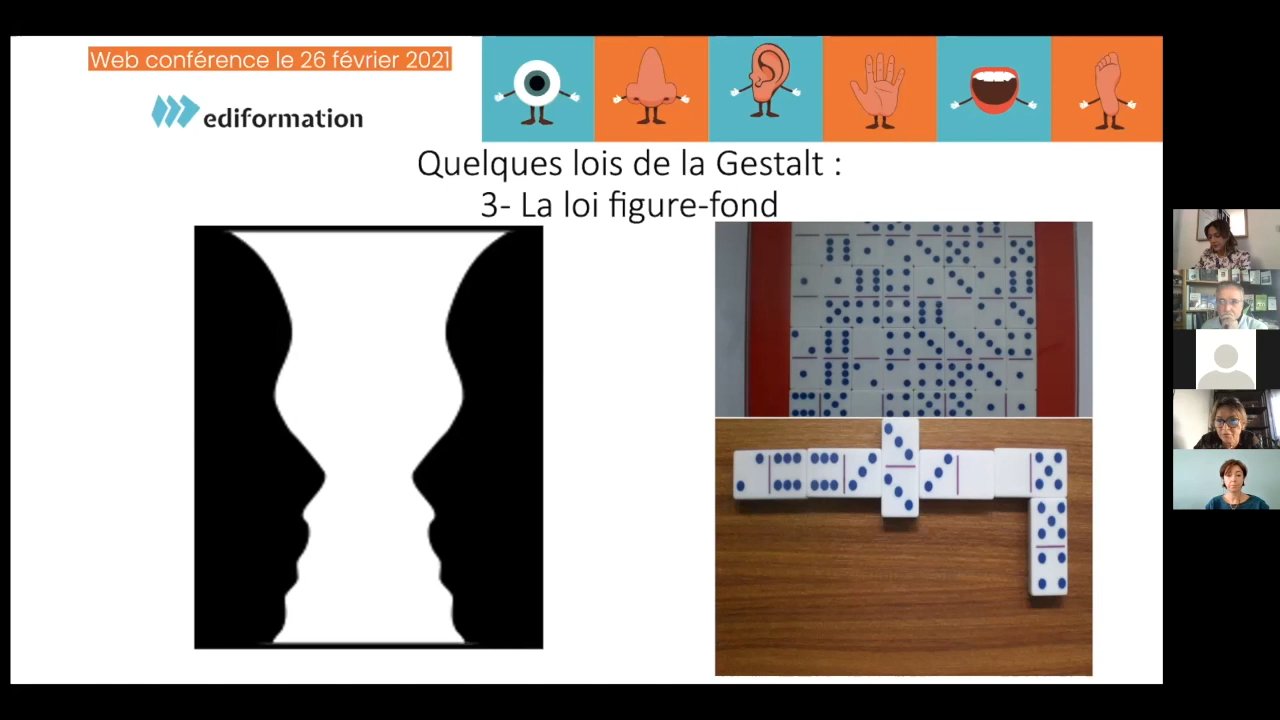 Web conférence le 26 février 2021
ediformation
Quelques lois de la Gestalt :
3- La loi figure-fond